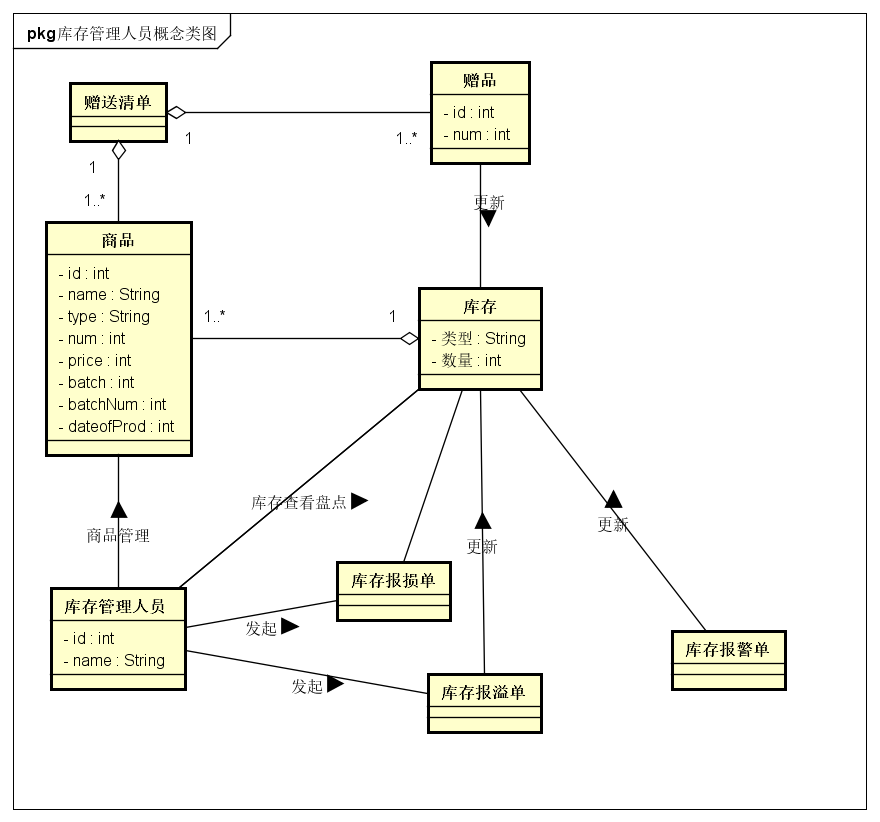 pkg 库存管理人员概念类图
赠送清单
赠品
- id : int
- num : int
1
1..*
1
1..*
更新
商品
- id : int
- name : String
- type : String
- num : int
- price : int
- batch : int
- batchNum : int
- dateofProd : int
1..*
1
库存
- 类型 : String
- 数量 : int
库存查看盘点
商品管理
更新
更新
库存管理人员
- id : int
- name : String
库存报损单
发起
发起
库存报溢单
库存报警单